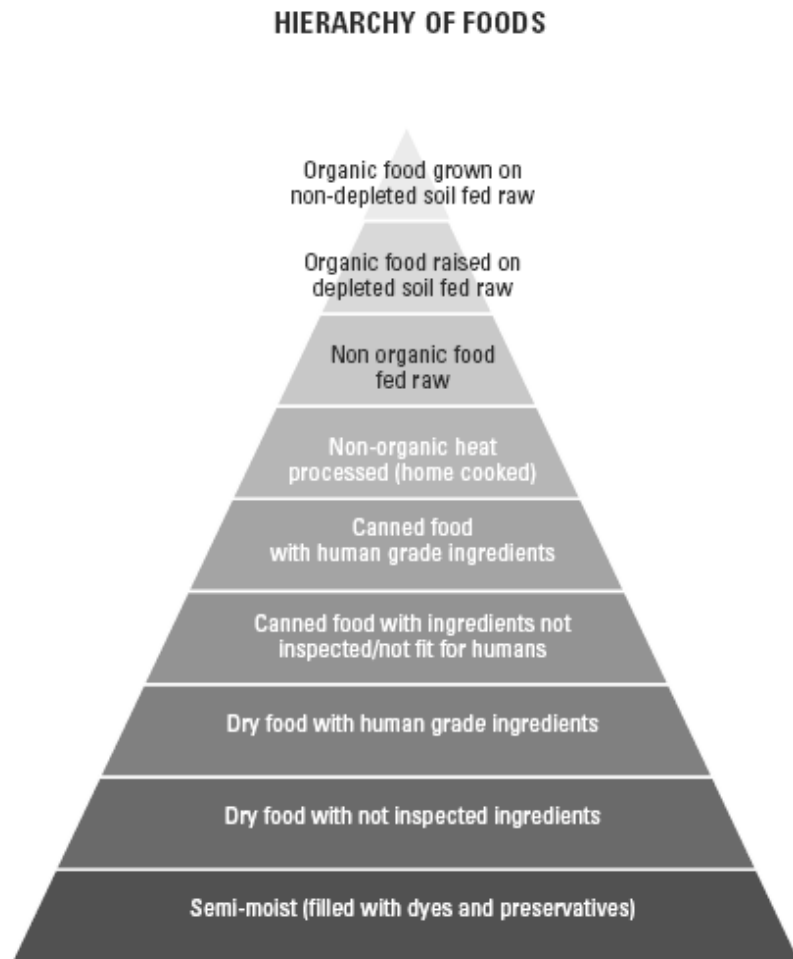 HIERARCHY OF FOODS
Organic food grown on
non-depleted soil fed raw
Organic food raised on
depleted soil fed raw
Non organic food
fed raw
Non-organic heat
processed (home cooked)
Canned food
with human grade ingredients
Canned food with ingredients not
inspected/not fit for humans
Dry food with human grade ingredients
Dry food with not inspected ingredients
Semi-moist (filled with dyes and preservatives)